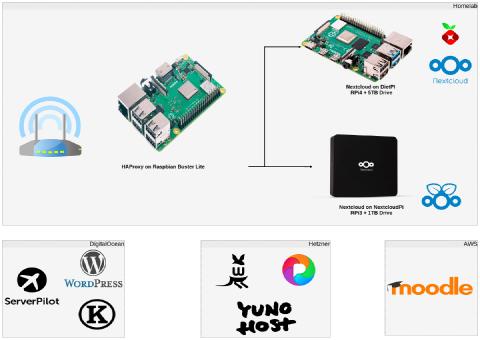 Homelab
Nextcloud on DietPi
RPi4 + 5TB Drive
Nextcloud
HAProxy on Raspbian Buster Lite
Nextcloud on NextcloudPi
RPi3 + 1TB Drive
DigitalOcean
ServerPilot
WORDPRESS
K
Hetzner
YUNO
HOST
AWS
moodle